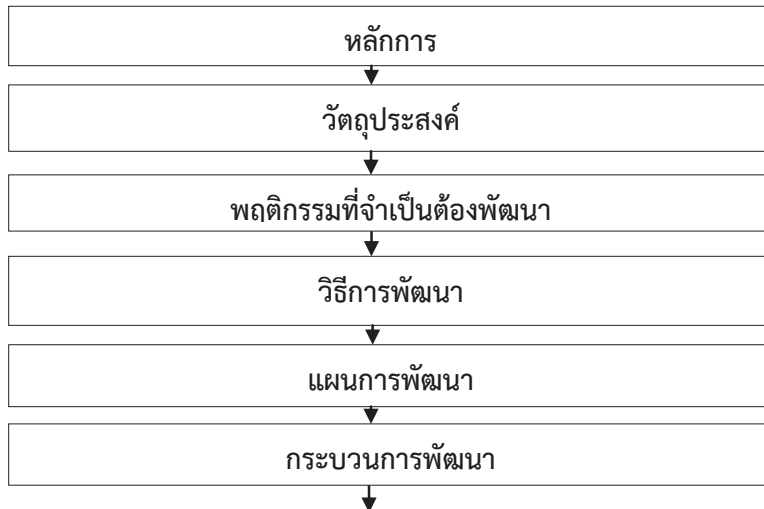 หลักการ
วัตถุประสงค์
พฤติกรรมที่จำเป็นต้องพัฒนา
วิธีการพัฒนา
แผนการพัฒนา
กระบวนการพัฒนา